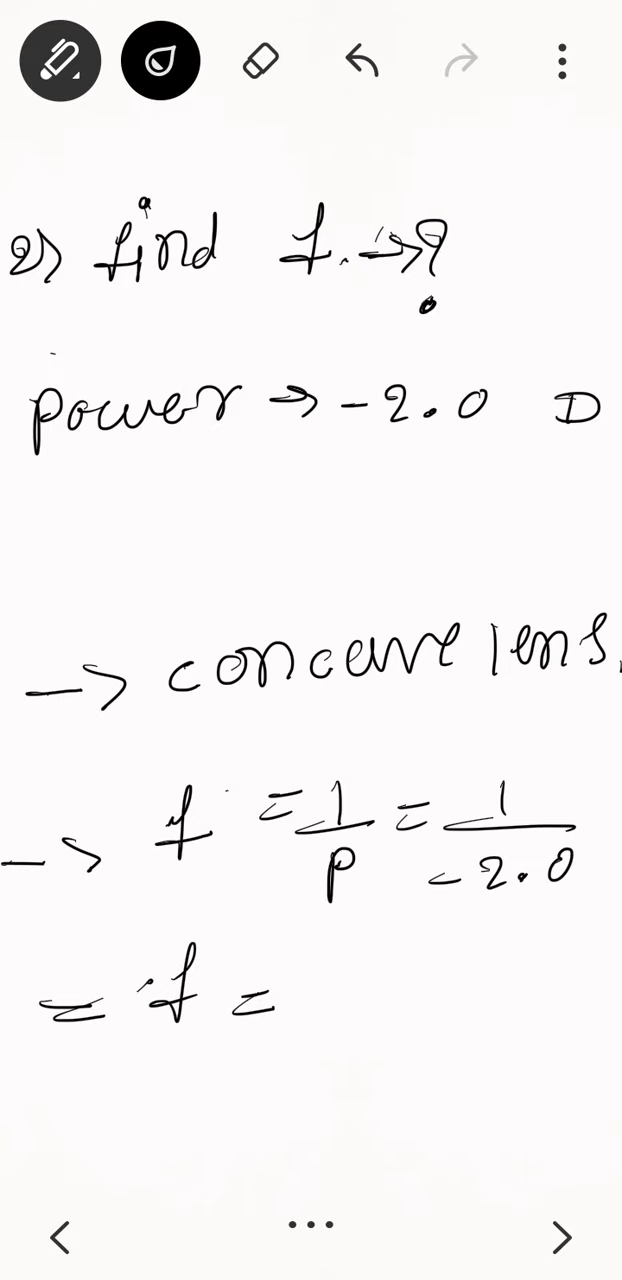 2) find f. → ?
power → -2.0 D
→ concave lens.
→ f = 1/p = 1/-2.0
= f =